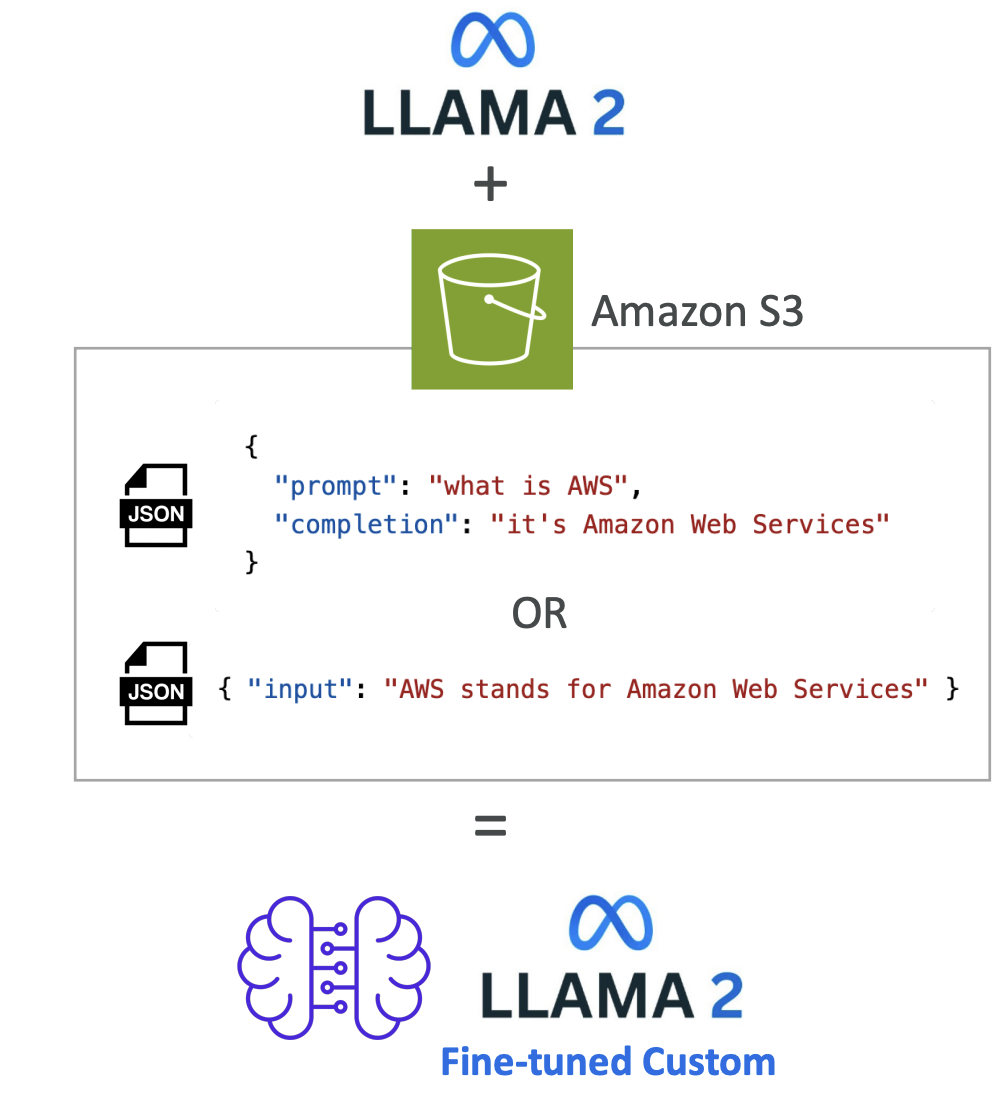 LLAMA 2
+
Amazon S3
{
"prompt": "what is AWS",
"completion": "it's Amazon Web Services"
}
JSON
OR
JSON
{ "input": "AWS stands for Amazon Web Services" }
=
LLAMA 2
Fine-tuned Custom